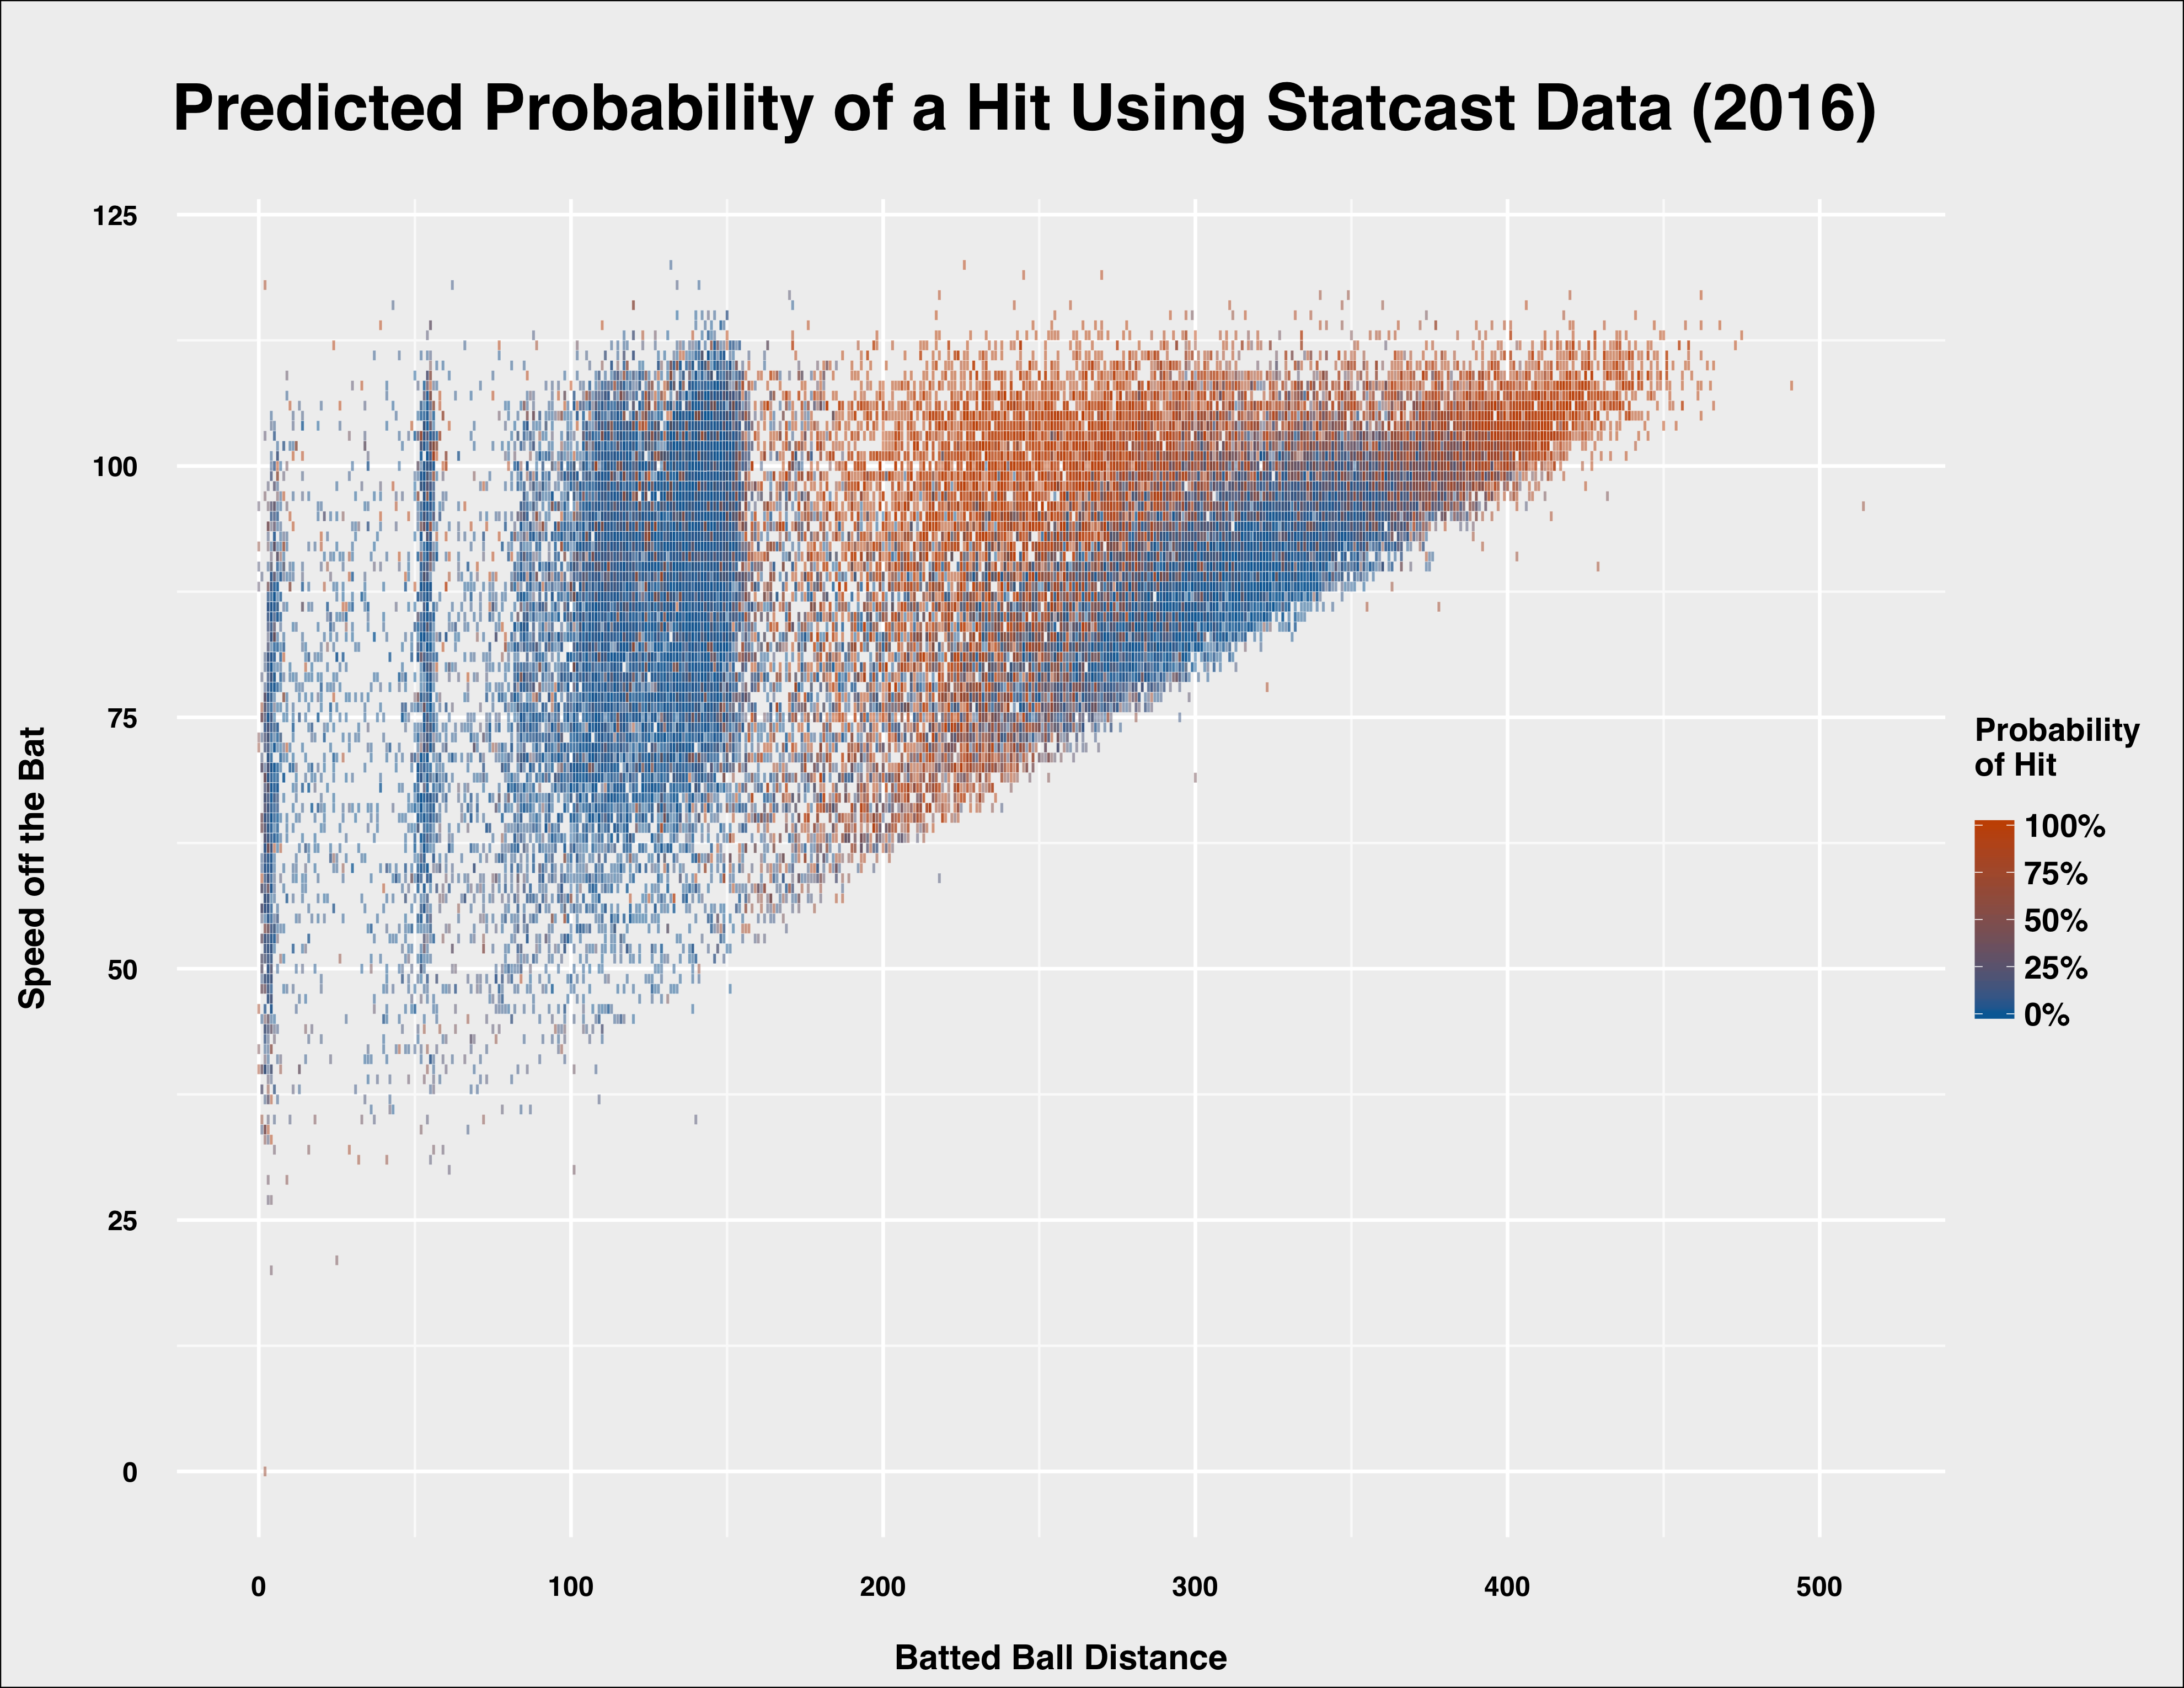 Predicted Probability of a Hit Using Statcast Data (2016)
125
100
75
50
25
0
Speed off the Bat
0 100 200 300 400 500
Batted Ball Distance
Probability
of Hit
100%
75%
50%
25%
0%